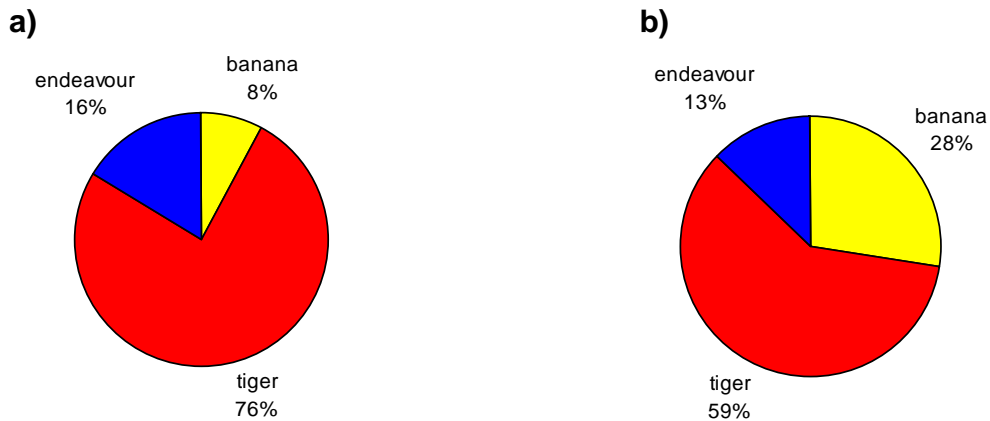 a)
endeavour
16%
banana
8%
tiger
76%
b)
endeavour
13%
banana
28%
tiger
59%